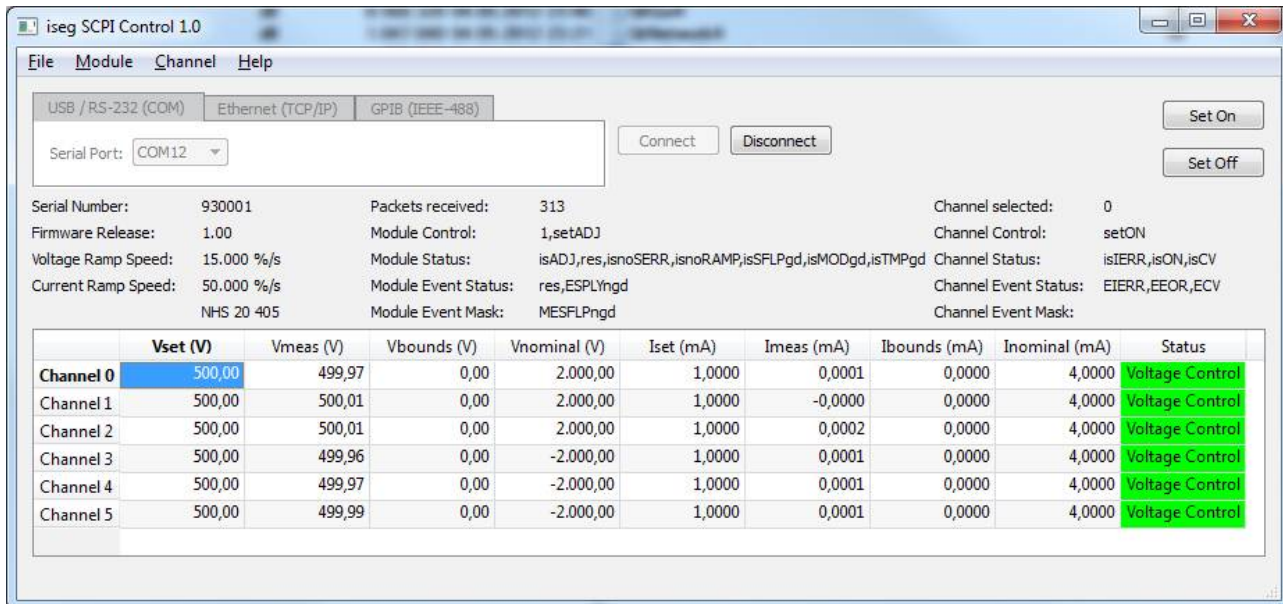 iseg SCPI Control 1.0
File Module Channel Help
USB / RS-232 (COM) Ethernet (TCP/IP) GPIB (IEEE-488)
Set On
Serial Port: COM12
Connect Disconnect
Set Off
Serial Number: 930001 Packets received: 313 Channel selected: 0
Firmware Release: 1.00 Module Control: 1,setADJ Channel Control: setON
Voltage Ramp Speed: 15.000 %/s Module Status: isADJ,res,isnoSERR,isnoRAMP,isSFLPgd,isMODgd,isTMPgd Channel Status: isIERR,isON,isCV
Current Ramp Speed: 50.000 %/s Module Event Status: res,ESPLYngd Channel Event Status: EIERR,EEOR,ECV
NHS 20 405 Module Event Mask: MESFLPngd Channel Event Mask:
Vset (V) Vmeas (V) Vbounds (V) Vnominal (V) Iset (mA) Imeas (mA) Ibounds (mA) Inominal (mA) Status
Channel 0 500,00 499,97 0,00 2.000,00 1,0000 0,0001 0,0000 4,0000 Voltage Control
Channel 1 500,00 500,01 0,00 2.000,00 1,0000 -0,0000 0,0000 4,0000 Voltage Control
Channel 2 500,00 500,01 0,00 2.000,00 1,0000 0,0002 0,0000 4,0000 Voltage Control
Channel 3 500,00 499,96 0,00 -2.000,00 1,0000 0,0001 0,0000 4,0000 Voltage Control
Channel 4 500,00 499,97 0,00 -2.000,00 1,0000 0,0001 0,0000 4,0000 Voltage Control
Channel 5 500,00 499,99 0,00 -2.000,00 1,0000 0,0001 0,0000 4,0000 Voltage Control